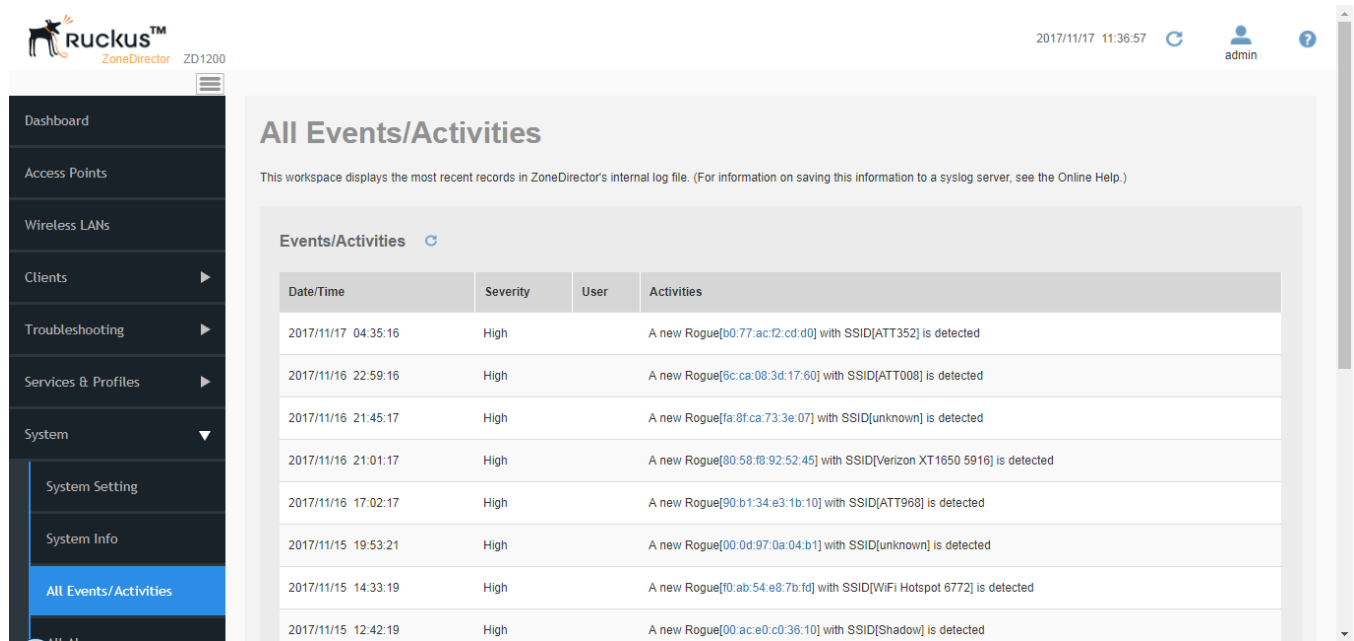 Ruckus™
ZoneDirector ZD1200
2017/11/17 11:36:57
admin
?
Dashboard
Access Points
Wireless LANs
Clients
Troubleshooting
Services & Profiles
System
System Setting
System Info
All Events/Activities
All Events/Activities
This workspace displays the most recent records in ZoneDirector's internal log file. (For information on saving this information to a syslog server, see the Online Help.)
Events/Activities
Date/Time Severity User Activities
2017/11/17 04:35:16 High A new Rogue[b0:77:ac:f2:cd:d0] with SSID[ATT352] is detected
2017/11/16 22:59:16 High A new Rogue[6c:ca:08:3d:17:60] with SSID[ATT008] is detected
2017/11/16 21:45:17 High A new Rogue[fa:8f:ca:73:3e:07] with SSID[unknown] is detected
2017/11/16 21:01:17 High A new Rogue[80:58:f8:92:52:45] with SSID[Verizon XT1650 5916] is detected
2017/11/16 17:02:17 High A new Rogue[90:b1:34:e3:1b:10] with SSID[ATT968] is detected
2017/11/15 19:53:21 High A new Rogue[00:0d:97:0a:04:b1] with SSID[unknown] is detected
2017/11/15 14:33:19 High A new Rogue[f0:ab:54:e8:7b:fd] with SSID[WiFi Hotspot 6772] is detected
2017/11/15 12:42:19 High A new Rogue[00:ac:e0:c0:36:10] with SSID[Shadow] is detected